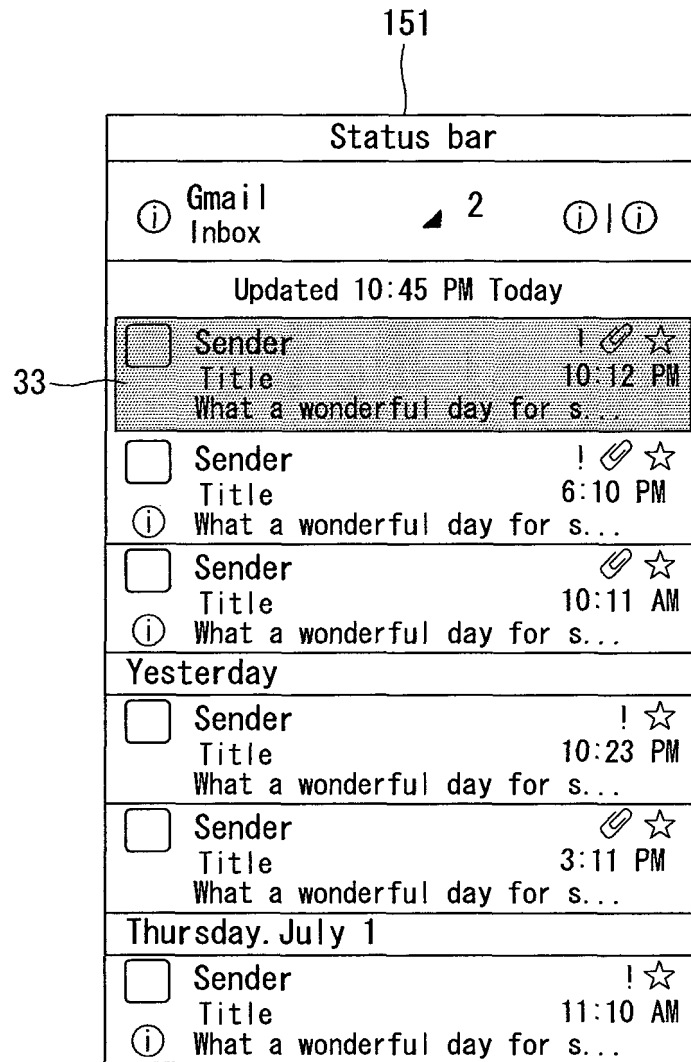 151
Status bar
Gmail 2
Inbox
Updated 10:45 PM Today
Sender !
33
Title 10:12 PM
What a wonderful day for s...
Sender !
Title 6:10 PM
i What a wonderful day for s...
Sender
Title 10:11 AM
i What a wonderful day for s...
Yesterday
Sender !
Title 10:23 PM
What a wonderful day for s...
Sender
Title 3:11 PM
What a wonderful day for s...
Thursday. July 1
Sender !
Title 11:10 AM
i What a wonderful day for s...